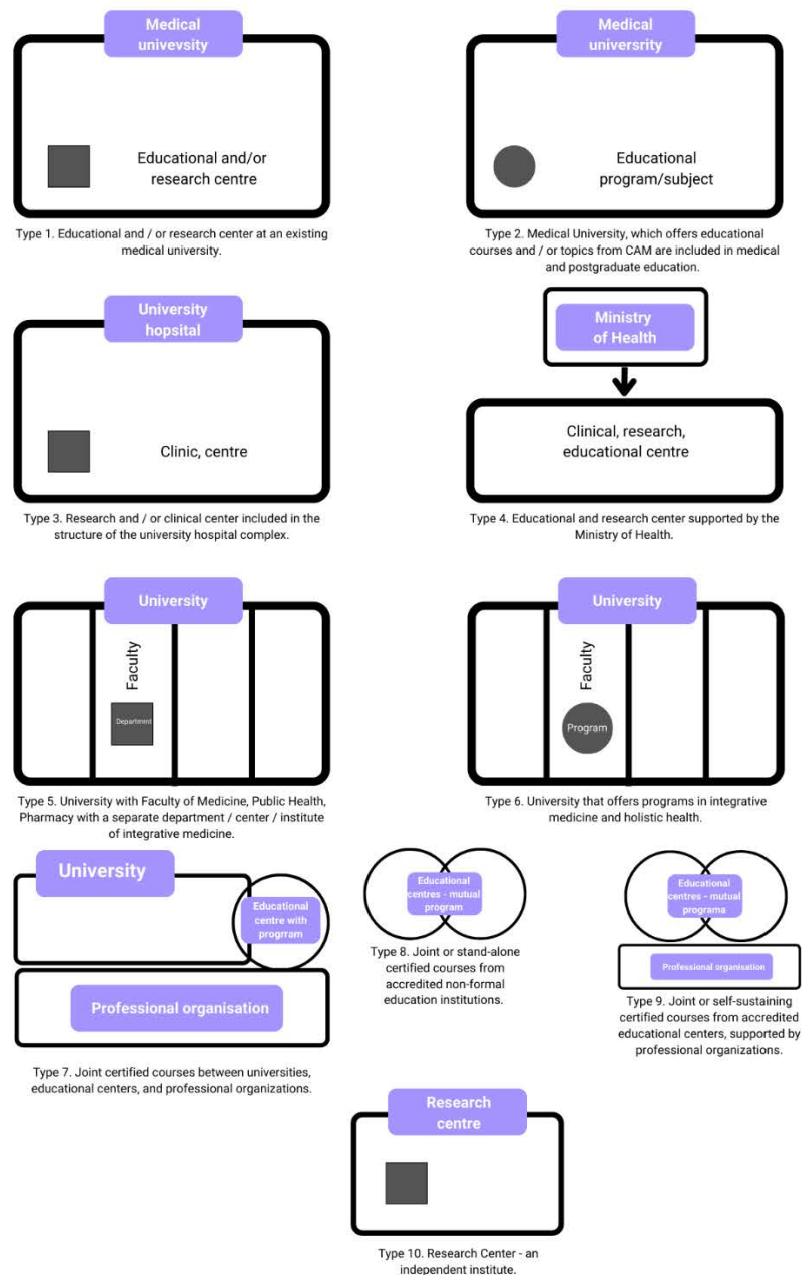 Medical
univevsity
Educational and/or
research centre
Type 1. Educational and / or research center at an existing
medical university.
Medical
universrity
Educational
program/subject
Type 2. Medical University, which offers educational
courses and / or topics from CAM are included in medical
and postgraduate education.
University
hopsital
Clinic, centre
Type 3. Research and / or clinical center included in the
structure of the university hospital complex.
Ministry
of Health
Clinical, research,
educational centre
Type 4. Educational and research center supported by the
Ministry of Health.
University
Faculty
Department
Type 5. University with Faculty of Medicine, Public Health,
Pharmacy with a separate department / center / institute
of integrative medicine.
University
Faculty
Program
Type 6. University that offers programs in integrative
medicine and holistic health.
University
Educational
centre with
progrram
Professional organisation
Type 7. Joint certified courses between universities,
educational centers, and professional organizations.
Educational
centres - mutual
program
Type 8. Joint or stand-alone
certified courses from
accredited non-formal
education institutions.
Educational
centres - mutual
programa
Professional organisation
Type 9. Joint or self-sustaining
certified courses from accredited
educational centers, supported by
professional organizations.
Research
centre
Type 10. Research Center - an
independent institute.